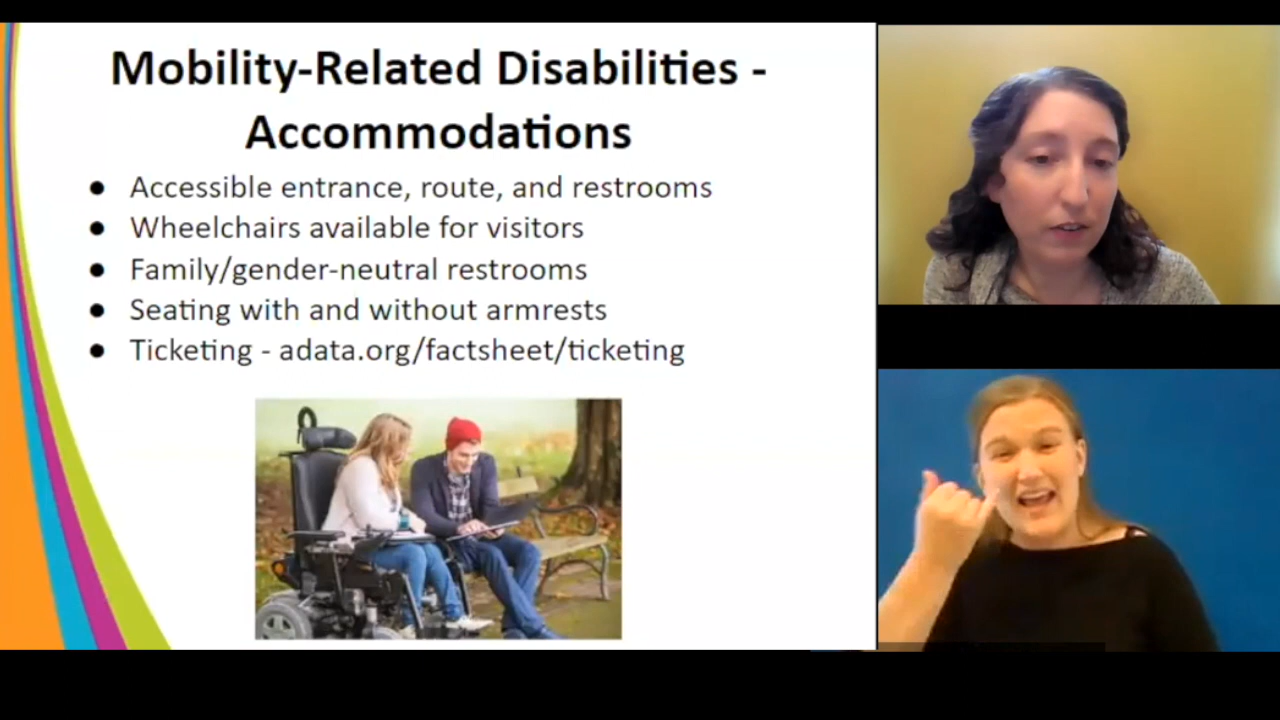 Mobility-Related Disabilities -
Accommodations
● Accessible entrance, route, and restrooms
● Wheelchairs available for visitors
● Family/gender-neutral restrooms
● Seating with and without armrests
● Ticketing - adata.org/factsheet/ticketing